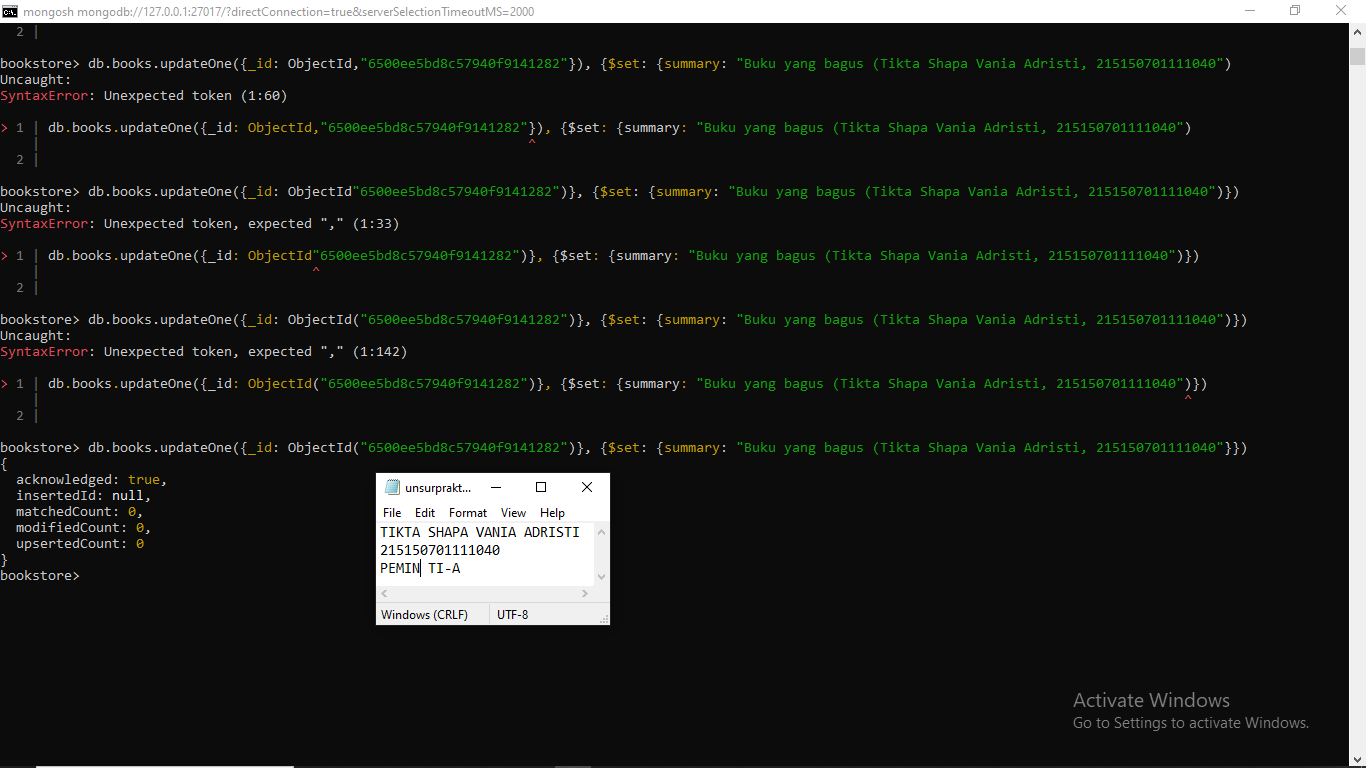 mongosh mongodb://127.0.0.1:27017/?directConnection=true&serverSelectionTimeoutMS=2000
2 |
bookstore> db.books.updateOne({_id: ObjectId,"6500ee5bd8c57940f9141282"}), {$set: {summary: "Buku yang bagus (Tikta Shapa Vania Adristi, 215150701111040")
Uncaught:
SyntaxError: Unexpected token (1:60)
> 1 | db.books.updateOne({_id: ObjectId,"6500ee5bd8c57940f9141282"}), {$set: {summary: "Buku yang bagus (Tikta Shapa Vania Adristi, 215150701111040")
| ^
2 |
bookstore> db.books.updateOne({_id: ObjectId"6500ee5bd8c57940f9141282")}, {$set: {summary: "Buku yang bagus (Tikta Shapa Vania Adristi, 215150701111040")})
Uncaught:
SyntaxError: Unexpected token, expected "," (1:33)
> 1 | db.books.updateOne({_id: ObjectId"6500ee5bd8c57940f9141282")}, {$set: {summary: "Buku yang bagus (Tikta Shapa Vania Adristi, 215150701111040")})
| ^
2 |
bookstore> db.books.updateOne({_id: ObjectId("6500ee5bd8c57940f9141282")}, {$set: {summary: "Buku yang bagus (Tikta Shapa Vania Adristi, 215150701111040")})
Uncaught:
SyntaxError: Unexpected token, expected "," (1:142)
> 1 | db.books.updateOne({_id: ObjectId("6500ee5bd8c57940f9141282")}, {$set: {summary: "Buku yang bagus (Tikta Shapa Vania Adristi, 215150701111040")})
| ^
2 |
bookstore> db.books.updateOne({_id: ObjectId("6500ee5bd8c57940f9141282")}, {$set: {summary: "Buku yang bagus (Tikta Shapa Vania Adristi, 215150701111040"}})
{
acknowledged: true,
insertedId: null,
matchedCount: 0,
modifiedCount: 0,
upsertedCount: 0
}
bookstore>
unsurprakt...
File Edit Format View Help
TIKTA SHAPA VANIA ADRISTI
215150701111040
PEMIN TI-A
Windows (CRLF) UTF-8
Activate Windows
Go to Settings to activate Windows.